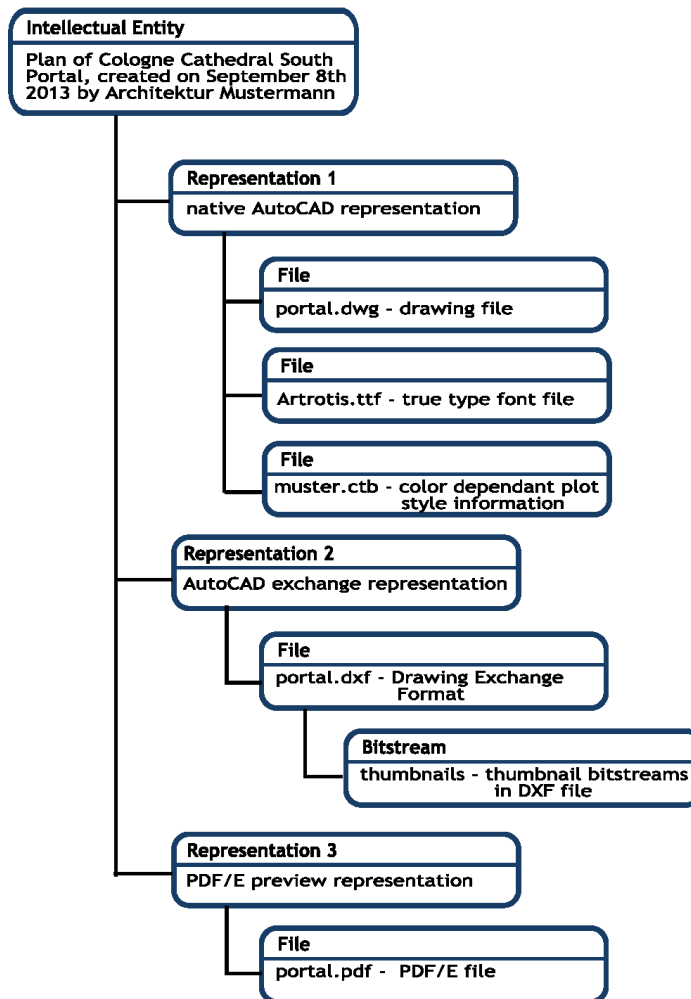 Intellectual Entity
Plan of Cologne Cathedral South
Portal, created on September 8th
2013 by Architektur Mustermann
Representation 1
native AutoCAD representation
File
portal.dwg - drawing file
File
Artrotis.ttf - true type font file
File
muster.ctb - color dependant plot
style information
Representation 2
AutoCAD exchange representation
File
portal.dxf - Drawing Exchange
Format
Bitstream
thumbnails - thumbnail bitstreams
in DXF file
Representation 3
PDF/E preview representation
File
portal.pdf - PDF/E file